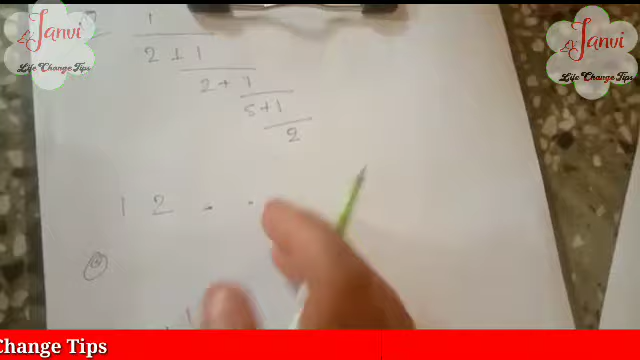 Janvi
Life Change Tips
Janvi
Life Change Tips
1
2 + 1
2 + 1
5 + 1
2
1 2 . .
Change Tips